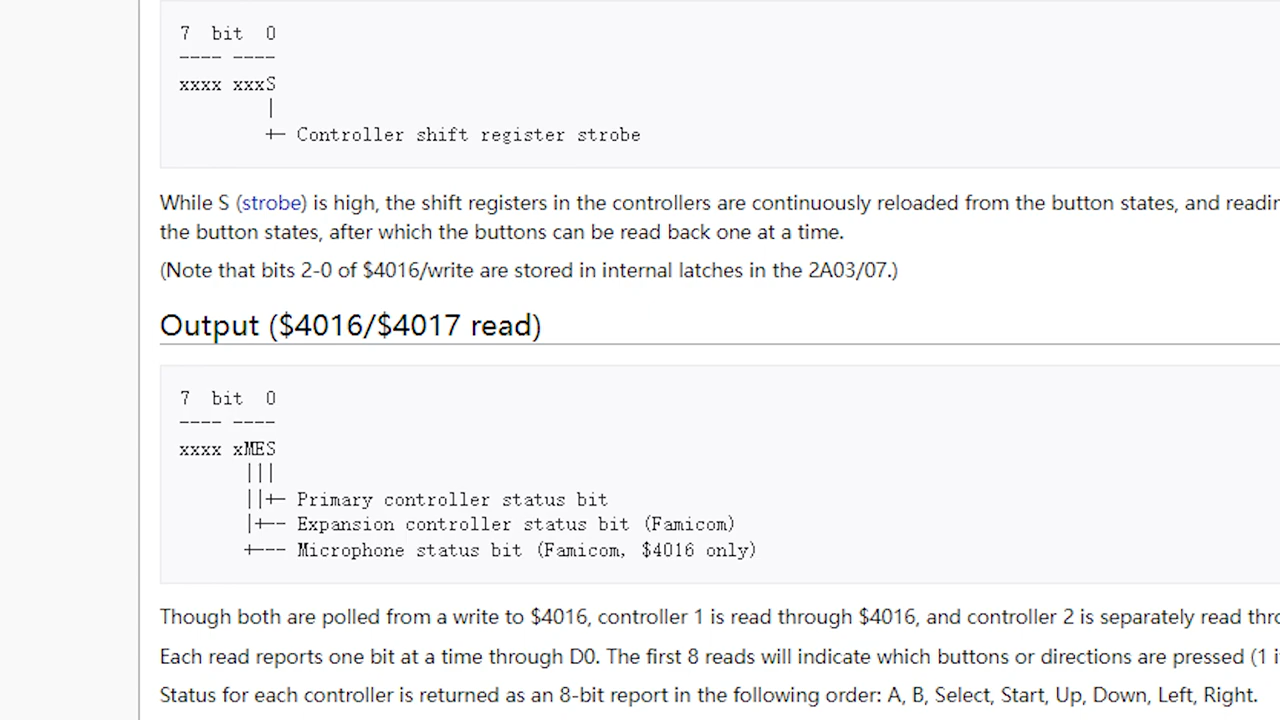 7  bit  0
---- ----
xxxx xxxS
        |
        +- Controller shift register strobe
While S (strobe) is high, the shift registers in the controllers are continuously reloaded from the button states, and
the button states, after which the buttons can be read back one at a time.
(Note that bits 2-0 of $4016/write are stored in internal latches in the 2A03/07.)
Output ($4016/$4017 read)
7  bit  0
---- ----
xxxx xMES
      |||
      ||+- Primary controller status bit
      |+-- Expansion controller status bit (Famicom)
      +--- Microphone status bit (Famicom, $4016 only)
Though both are polled from a write to $4016, controller 1 is read through $4016, and controller 2 is separately read
Each read reports one bit at a time through D0. The first 8 reads will indicate which buttons or directions are pressed (1
Status for each controller is returned as an 8-bit report in the following order: A, B, Select, Start, Up, Down, Left, Right.